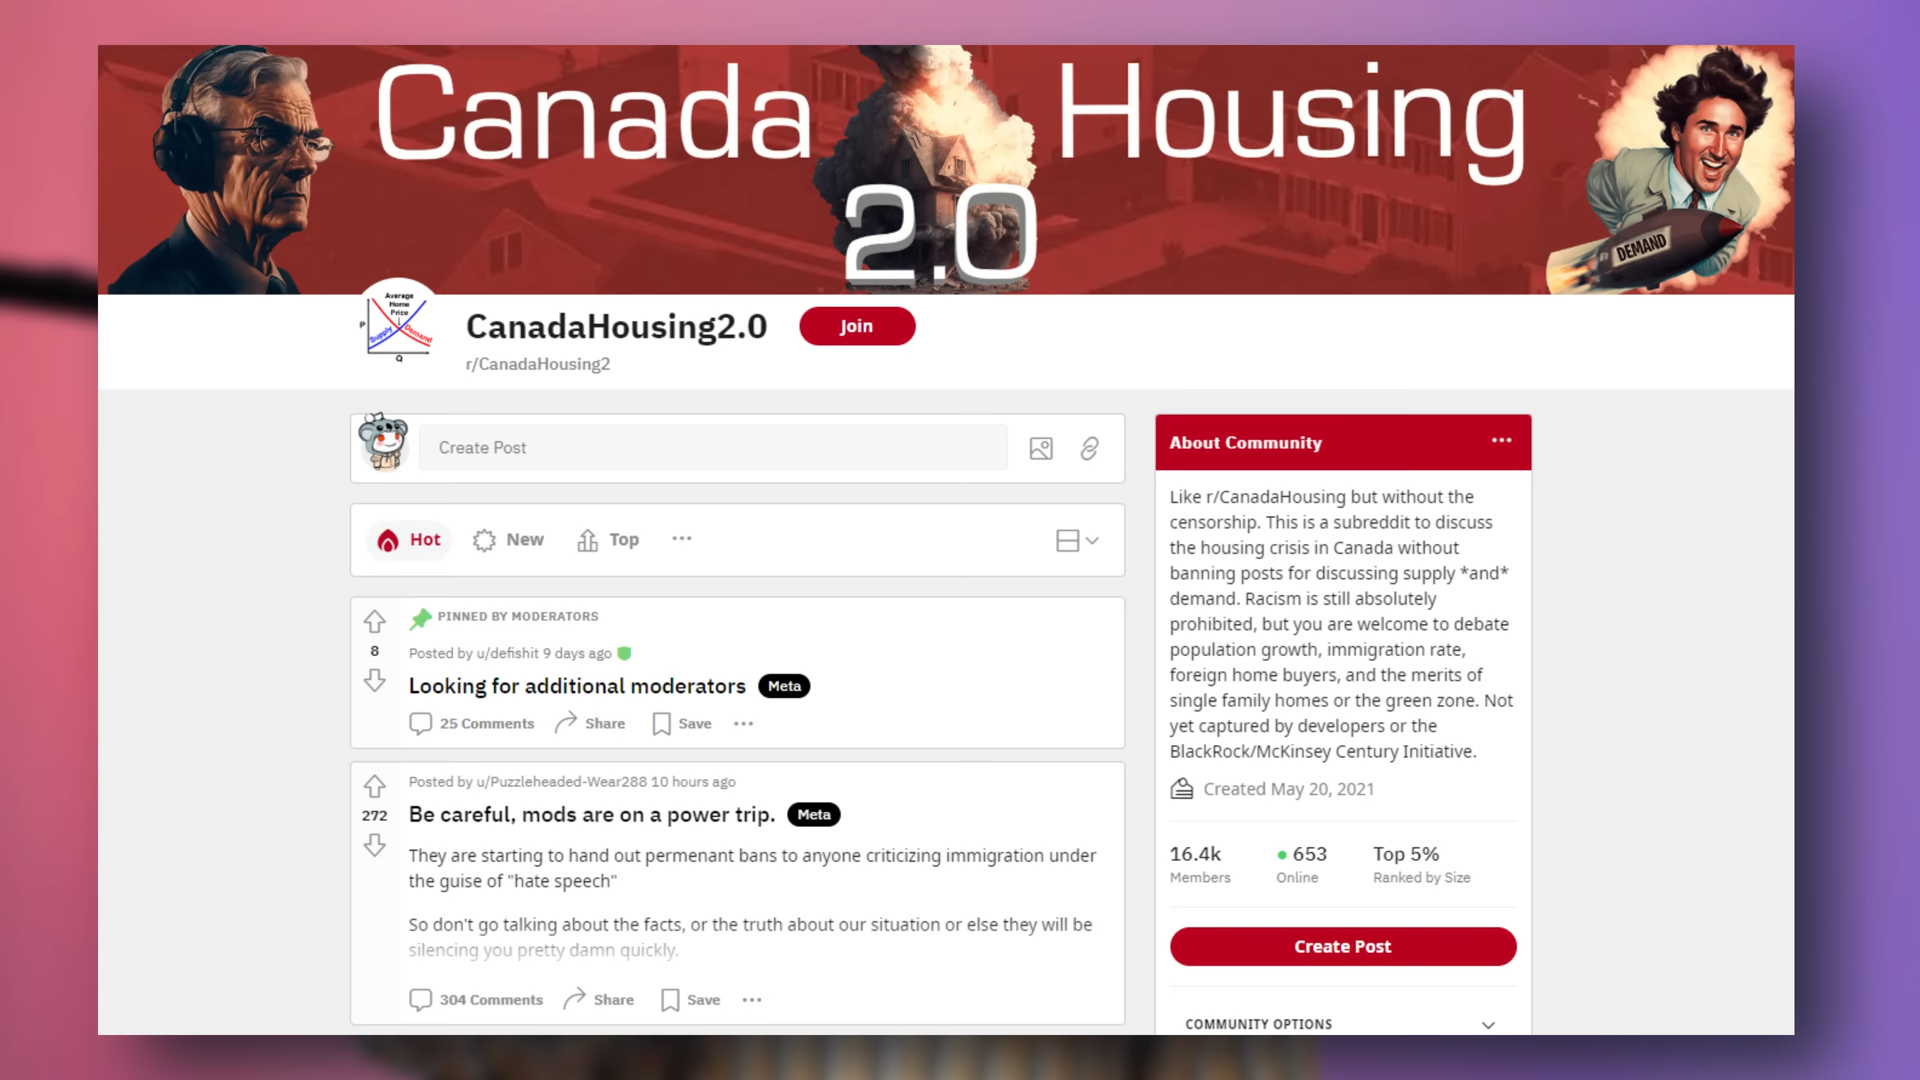 Canada Housing
2.0
DEMAND
Average
Home
Price
P
Supply
Demand
Q
CanadaHousing2.0
Join
r/CanadaHousing2
Create Post
Hot New Top
PINNED BY MODERATORS
8
Posted by u/defishit 9 days ago
Looking for additional moderators Meta
25 Comments Share Save
Posted by u/Puzzleheaded-Wear288 10 hours ago
272
Be careful, mods are on a power trip. Meta
They are starting to hand out permenant bans to anyone criticizing immigration under
the guise of "hate speech"
So don't go talking about the facts, or the truth about our situation or else they will be
silencing you pretty damn quickly.
304 Comments Share Save
About Community
Like r/CanadaHousing but without the
censorship. This is a subreddit to discuss
the housing crisis in Canada without
banning posts for discussing supply *and*
demand. Racism is still absolutely
prohibited, but you are welcome to debate
population growth, immigration rate,
foreign home buyers, and the merits of
single family homes or the green zone. Not
yet captured by developers or the
BlackRock/McKinsey Century Initiative.
Created May 20, 2021
16.4k 653 Top 5%
Members Online Ranked by Size
Create Post
COMMUNITY OPTIONS